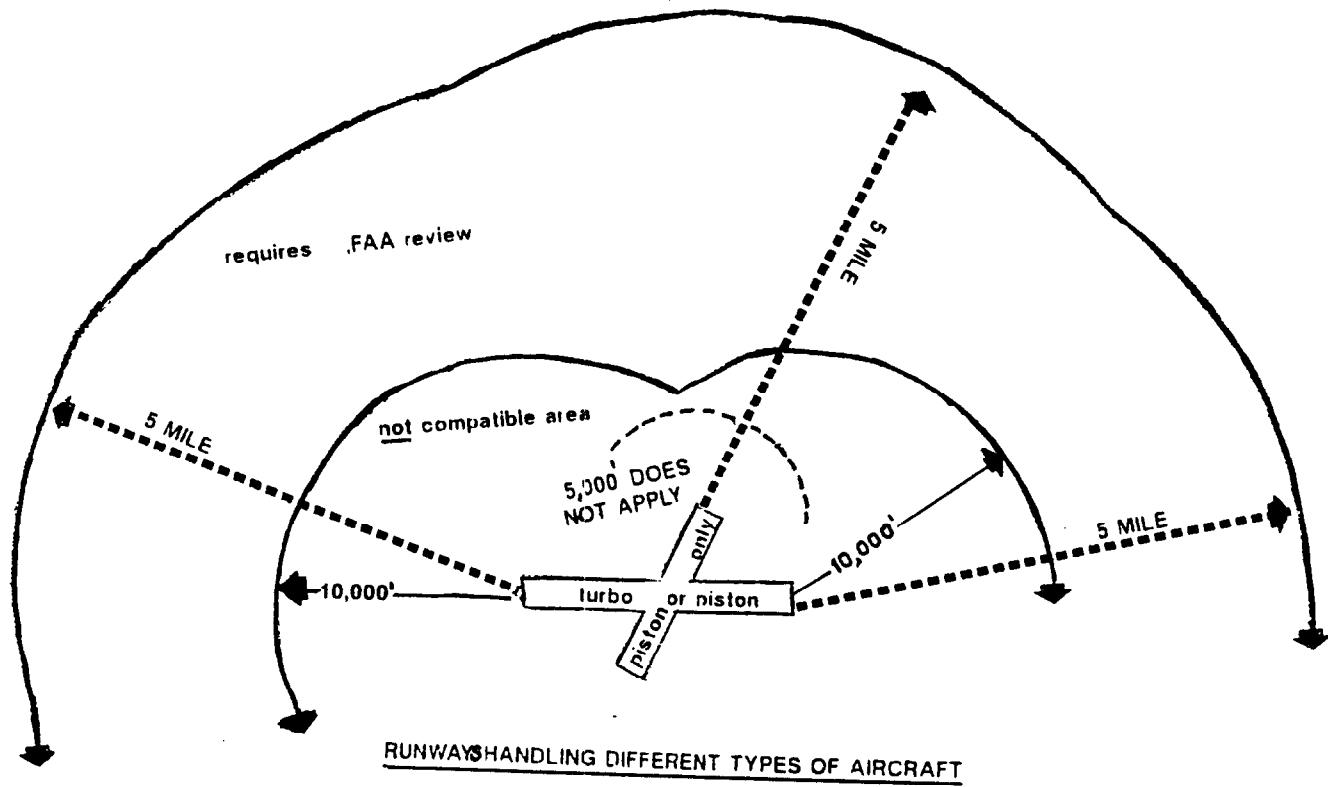 5 MILE
requires FAA review
5 MILE
not compatible area
5,000' DOES
NOT APPLY
only
10,000'
5 MILE
10,000'
turbo or piston
piston
RUNWAYSHANDLING DIFFERENT TYPES OF AIRCRAFT